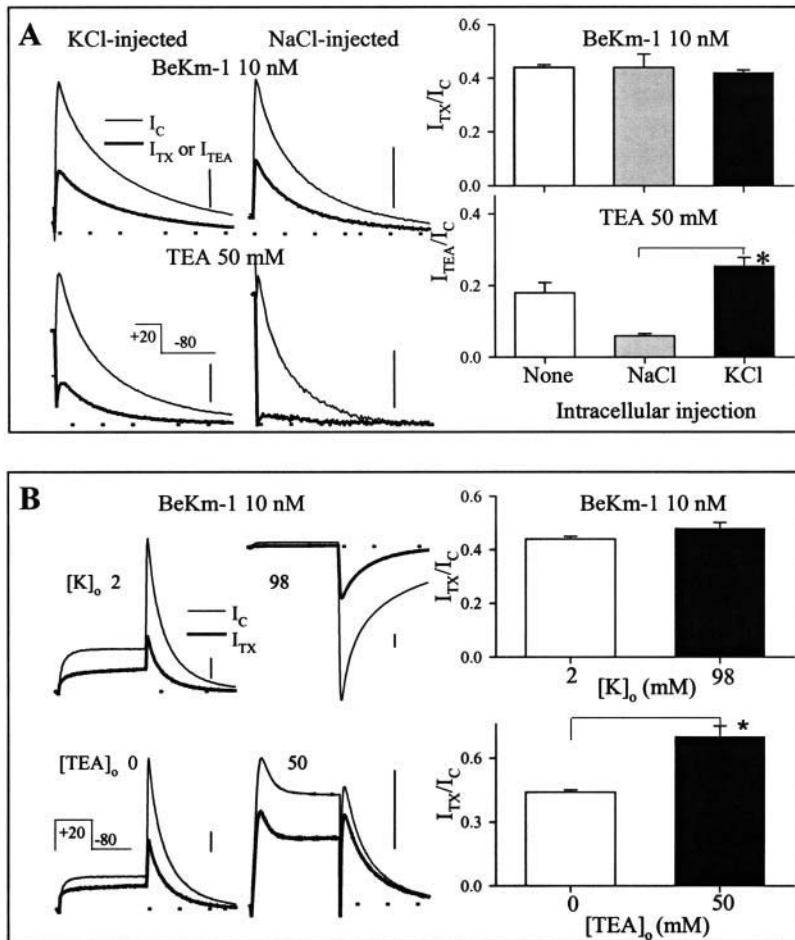 A
KCl-injected NaCl-injected
BeKm-1 10 nM
I_C
I_TX or I_TEA
TEA 50 mM
+20
-80
BeKm-1 10 nM
I_TX/I_C
0.6
0.4
0.2
0.0
TEA 50 mM
I_TEA/I_C
0.4
0.2
0.0
*
None NaCl KCl
Intracellular injection
B
BeKm-1 10 nM
[K]_o 2 98
I_C
I_TX
[TEA]_o 0 50
+20
-80
BeKm-1 10 nM
I_TX/I_C
0.6
0.4
0.2
0.0
2 98
[K]_o (mM)
I_TX/I_C
0.6
0.3
0.0
*
0 50
[TEA]_o (mM)